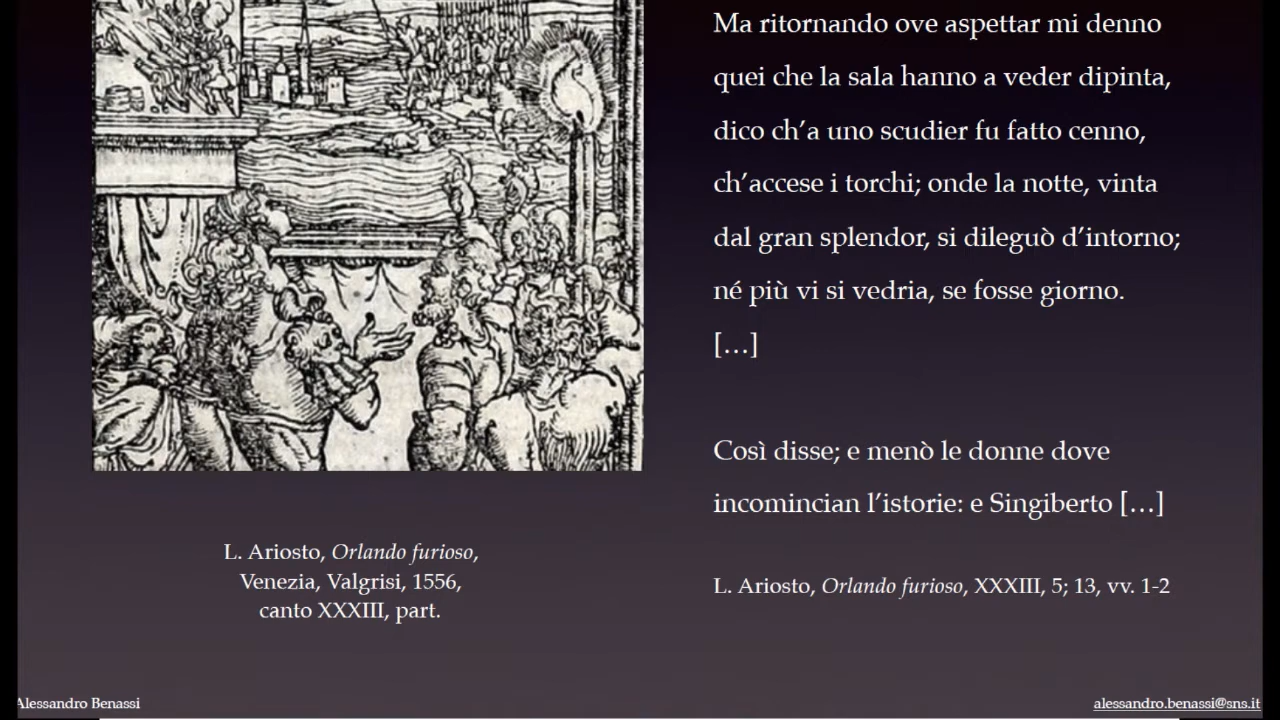 Ma ritornando ove aspettar mi denno
quei che la sala hanno a veder dipinta,
dico ch’a uno scudier fu fatto cenno,
ch’accese i torchi; onde la notte, vinta
dal gran splendor, si dileguò d’intorno;
né più vi si vedria, se fosse giorno.
[…]
Così disse; e menò le donne dove
incomincian l’istorie: e Singiberto […]
L. Ariosto, Orlando furioso, XXXIII, 5; 13, vv. 1-2
L. Ariosto, Orlando furioso,
Venezia, Valgrisi, 1556,
canto XXXIII, part.
Alessandro Benassi
alessandro.benassi@sns.it